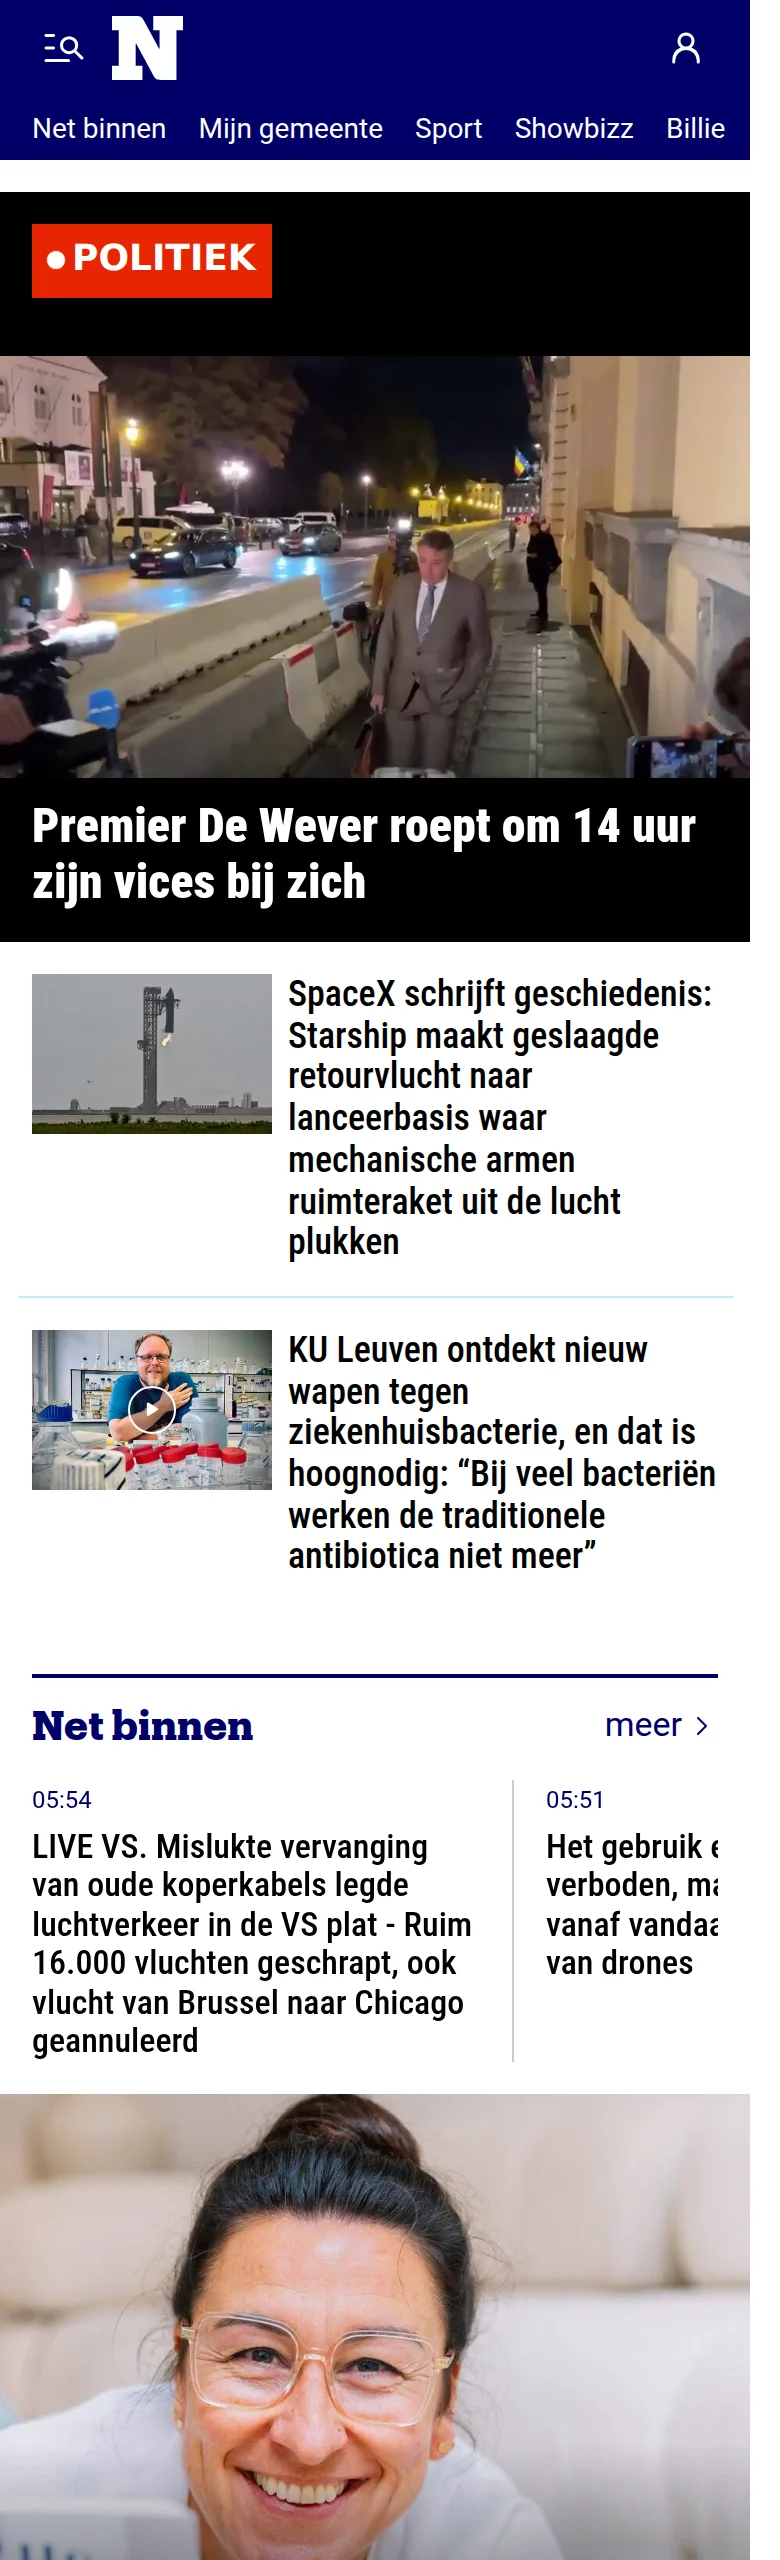 N
Net binnen Mijn gemeente Sport Showbizz Billie
POLITIEK
Premier De Wever roept om 14 uur
zijn vices bij zich
SpaceX schrijft geschiedenis:
Starship maakt geslaagde
retourvlucht naar
lanceerbasis waar
mechanische armen
ruimteraket uit de lucht
plukken
KU Leuven ontdekt nieuw
wapen tegen
ziekenhuisbacterie, en dat is
hoognodig: “Bij veel bacteriën
werken de traditionele
antibiotica niet meer”
Net binnen
meer
05:54
LIVE VS. Mislukte vervanging
van oude koperkabels legde
luchtverkeer in de VS plat - Ruim
16.000 vluchten geschrapt, ook
vlucht van Brussel naar Chicago
geannuleerd
05:51
Het gebruik
verboden,
vanaf
van drones